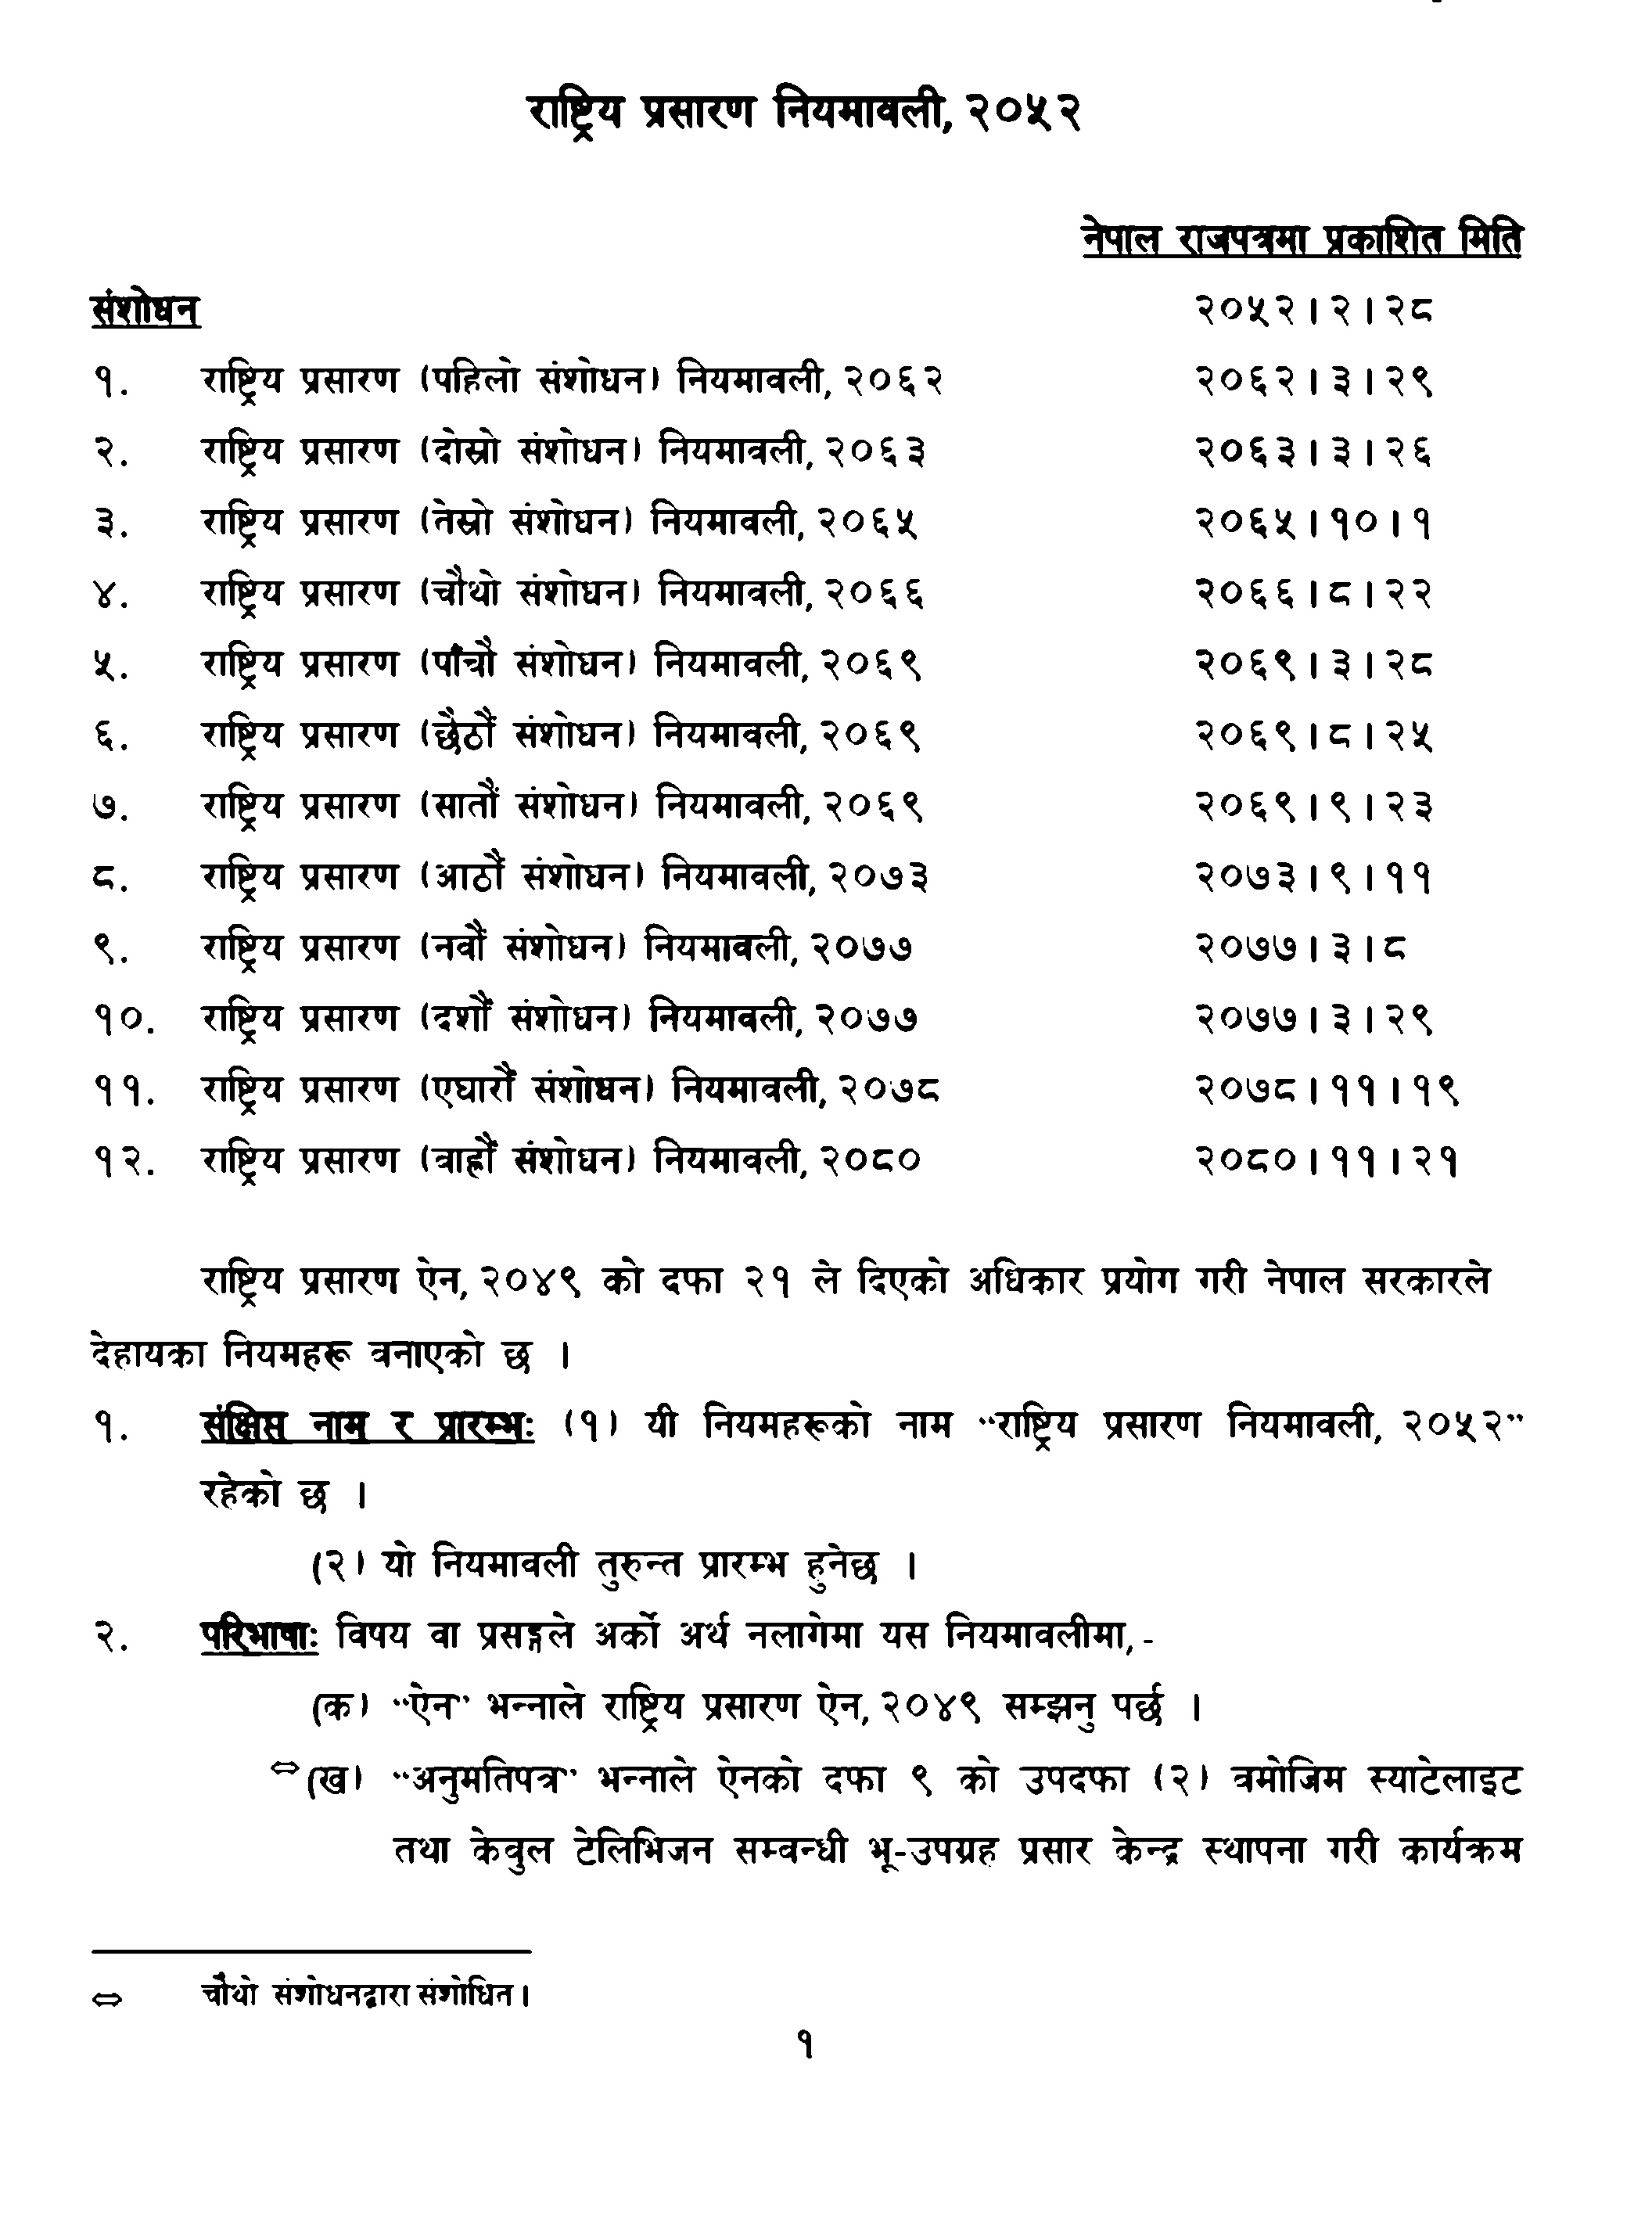 राष्ट्रिय प्रसारण नियमावली, २०५२
नेपाल राजपत्रमा प्रकाशित मिति
संशोधन २०५२।२।२८
१. राष्ट्रिय प्रसारण (पहिलो संशोधन) नियमावली, २०६२ २०६२।३।२९
२. राष्ट्रिय प्रसारण (दोस्रो संशोधन) नियमावली, २०६३ २०६३।३।२६
३. राष्ट्रिय प्रसारण (तेस्रो संशोधन) नियमावली, २०६५ २०६५।१०।१
४. राष्ट्रिय प्रसारण (चौथो संशोधन) नियमावली, २०६६ २०६६।८।२२
५. राष्ट्रिय प्रसारण (पाँचौ संशोधन) नियमावली, २०६९ २०६९।३।२८
६. राष्ट्रिय प्रसारण (छैठौं संशोधन) नियमावली, २०६९ २०६९।८।२५
७. राष्ट्रिय प्रसारण (सातौं संशोधन) नियमावली, २०६९ २०६९।९।२३
८. राष्ट्रिय प्रसारण (आठौं संशोधन) नियमावली, २०७३ २०७३।९।११
९. राष्ट्रिय प्रसारण (नवौं संशोधन) नियमावली, २०७७ २०७७।३।८
१०. राष्ट्रिय प्रसारण (दशौं संशोधन) नियमावली, २०७७ २०७७।३।२९
११. राष्ट्रिय प्रसारण (एघारौं संशोधन) नियमावली, २०७८ २०७८।११।१९
१२. राष्ट्रिय प्रसारण (बाह्रौं संशोधन) नियमावली, २०८० २०८०।११।२१
राष्ट्रिय प्रसारण ऐन, २०४९ को दफा २१ ले दिएको अधिकार प्रयोग गरी नेपाल सरकारले
देहायका नियमहरू बनाएको छ ।
१. संक्षिप्त नाम र प्रारम्भः (१) यी नियमहरूको नाम "राष्ट्रिय प्रसारण नियमावली, २०५२"
रहेको छ ।
(२) यो नियमावली तुरुन्त प्रारम्भ हुनेछ ।
२. परिभाषाः विषय वा प्रसङ्गले अर्को अर्थ नलागेमा यस नियमावलीमा,-
(क) "ऐन" भन्नाले राष्ट्रिय प्रसारण ऐन, २०४९ सम्झनु पर्छ ।
⇔(ख) "अनुमतिपत्र" भन्नाले ऐनको दफा ९ को उपदफा (२) बमोजिम स्याटेलाइट
तथा केबुल टेलिभिजन सम्बन्धी भू-उपग्रह प्रसार केन्द्र स्थापना गरी कार्यक्रम
⇔ चौथो संशोधनद्वारा संशोधित।
१